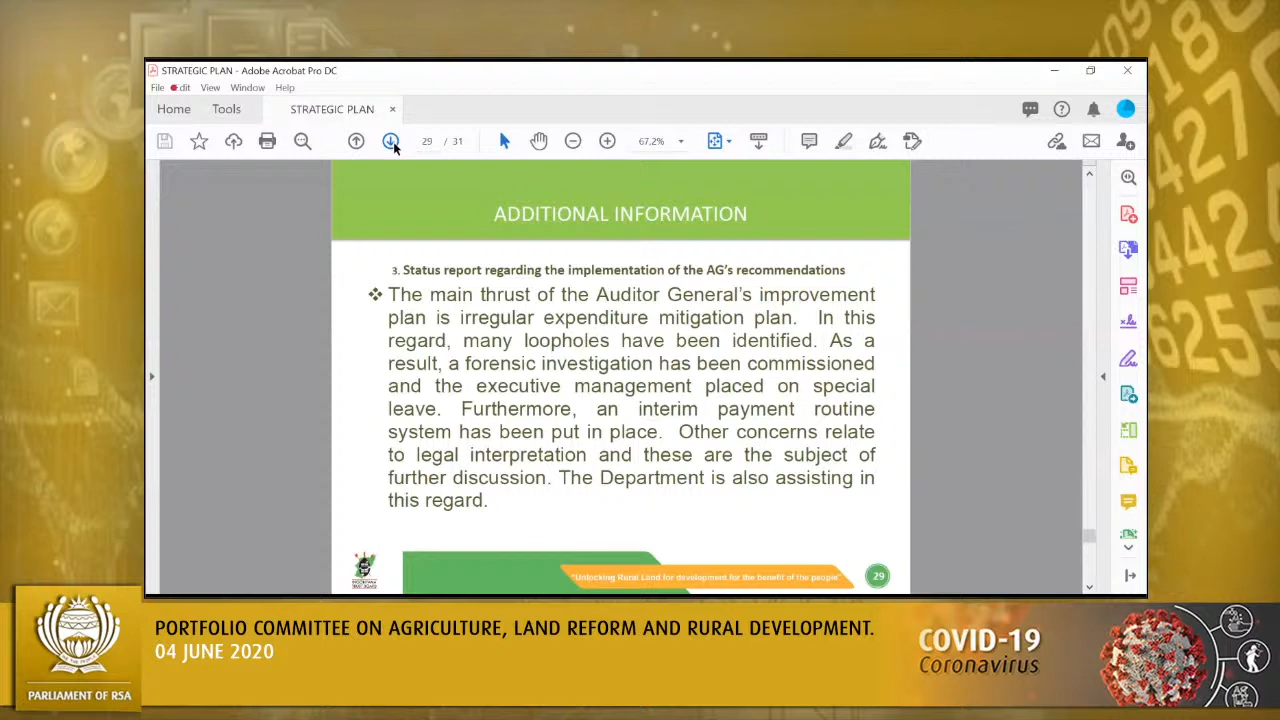 STRATEGIC PLAN - Adobe Acrobat Pro DC
File Edit View Window Help
Home Tools STRATEGIC PLAN ×
29 / 31 67,2%
ADDITIONAL INFORMATION
3. Status report regarding the implementation of the AG's recommendations
❖ The main thrust of the Auditor General's improvement
plan is irregular expenditure mitigation plan. In this
regard, many loopholes have been identified. As a
result, a forensic investigation has been commissioned
and the executive management placed on special
leave. Furthermore, an interim payment routine
system has been put in place. Other concerns relate
to legal interpretation and these are the subject of
further discussion. The Department is also assisting in
this regard.
"Unlocking Rural Land for development for the benefit of the people"
29
PORTFOLIO COMMITTEE ON AGRICULTURE, LAND REFORM AND RURAL DEVELOPMENT.
04 JUNE 2020
PARLIAMENT OF RSA
COVID-19
Coronavirus